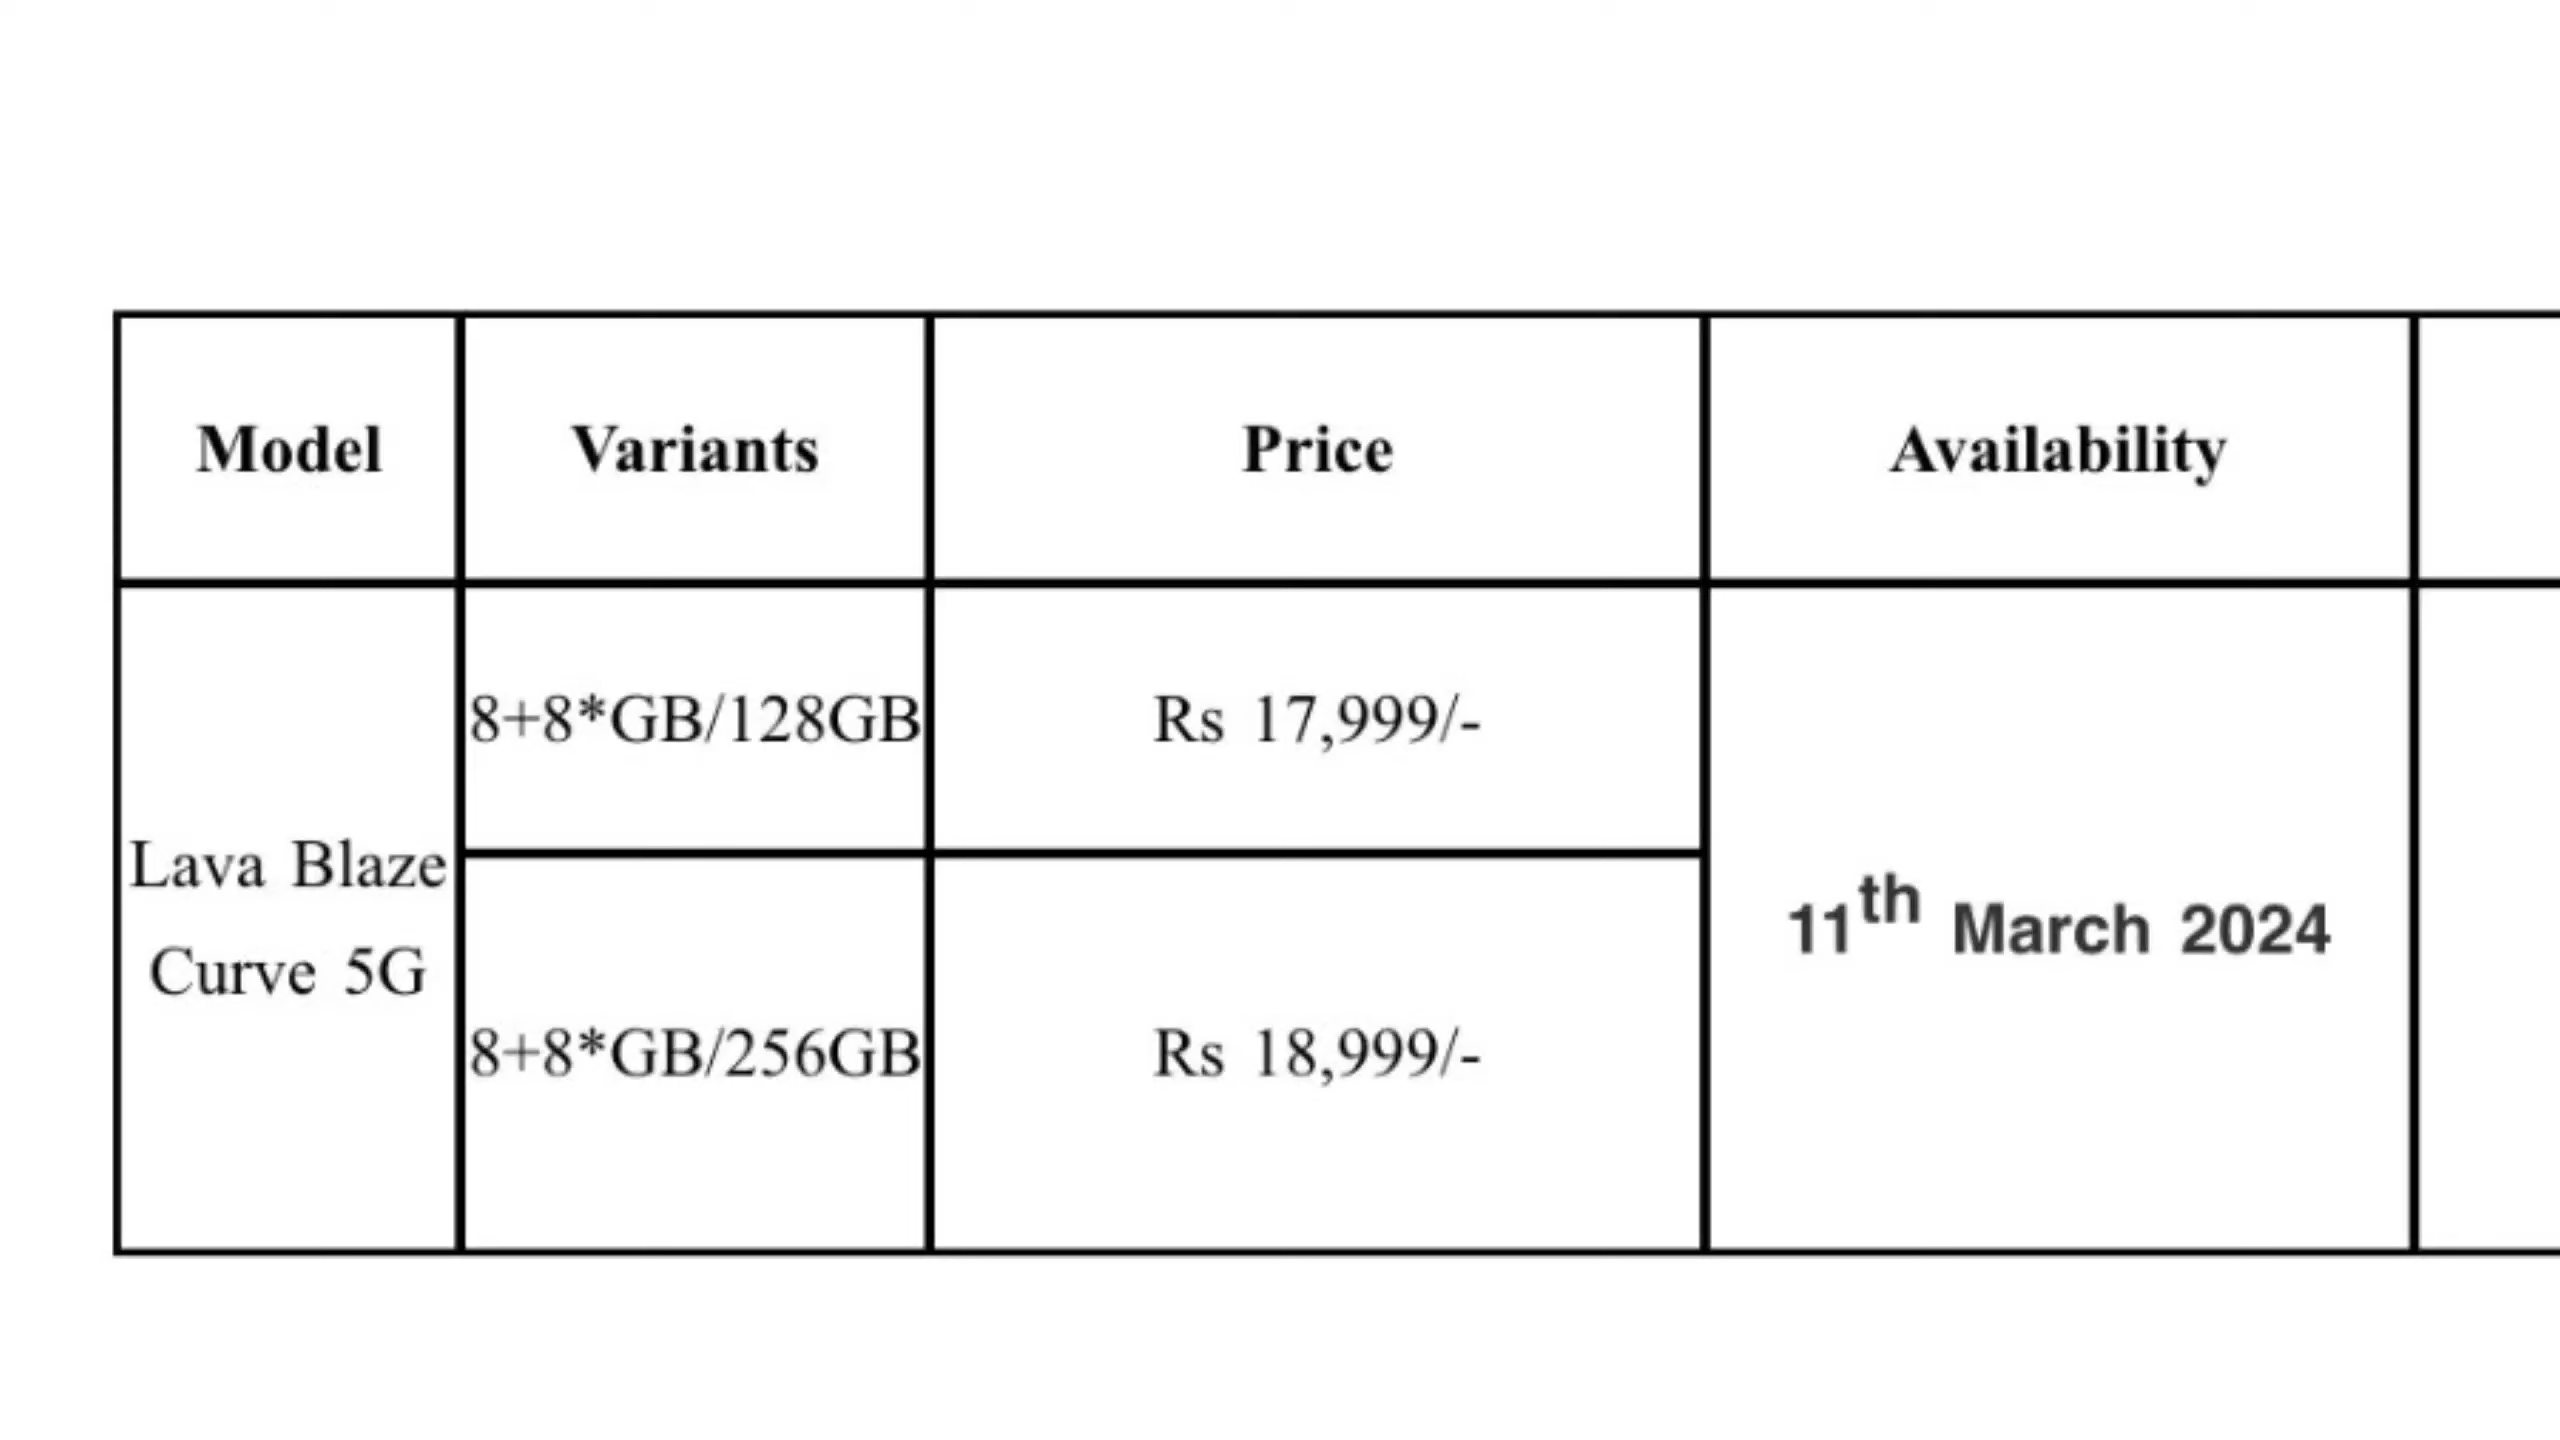 Model Variants Price Availability
8+8*GB/128GB Rs 17,999/-
Lava Blaze
Curve 5G
11th March 2024
8+8*GB/256GB Rs 18,999/-